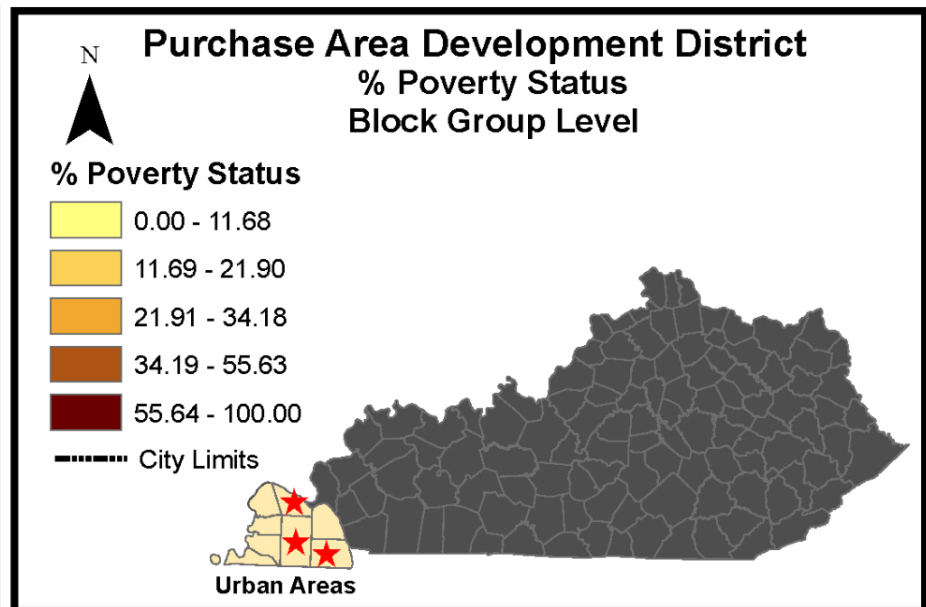 Purchase Area Development District
% Poverty Status
Block Group Level
N
% Poverty Status
0.00 - 11.68
11.69 - 21.90
21.91 - 34.18
34.19 - 55.63
55.64 - 100.00
City Limits
Urban Areas